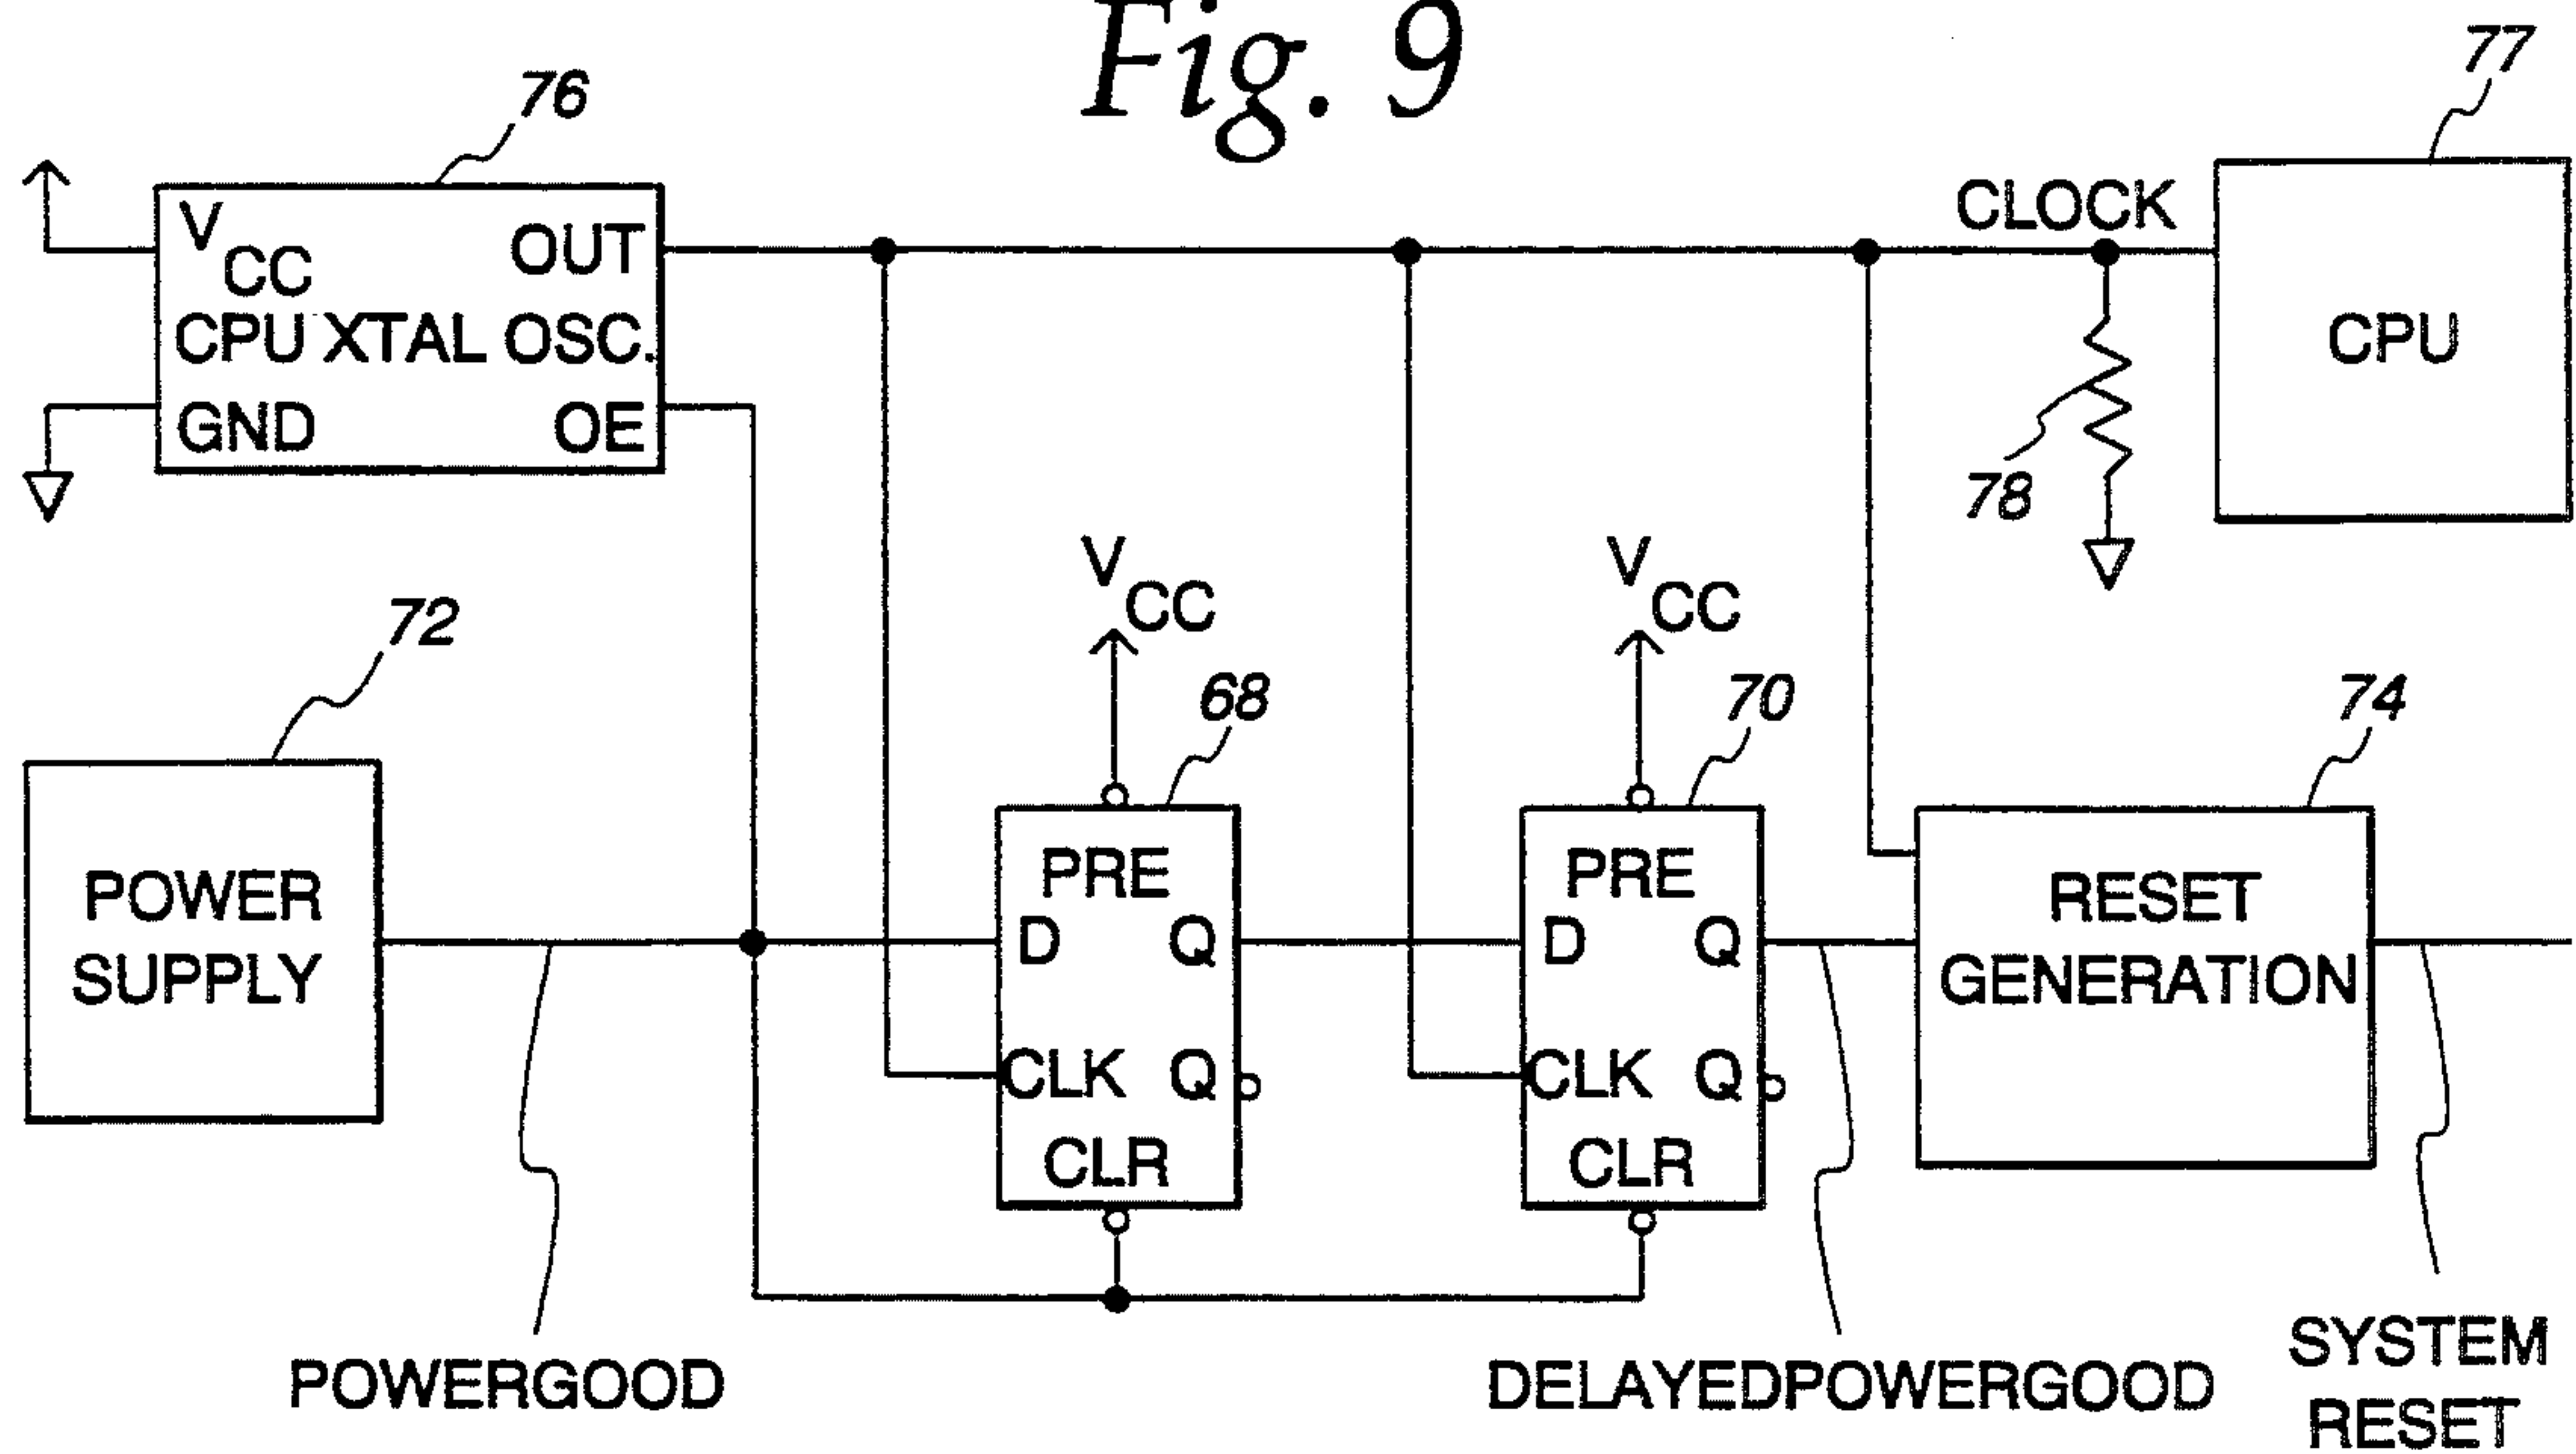 Fig. 9
76
77
VCC
OUT
CPU XTAL OSC.
GND
OE
CLOCK
CPU
78
72
POWER
SUPPLY
VCC
68
PRE
D
Q
CLK
Q
CLR
VCC
70
PRE
D
Q
CLK
Q
CLR
74
RESET
GENERATION
POWERGOOD
DELAYEDPOWERGOOD
SYSTEM
RESET